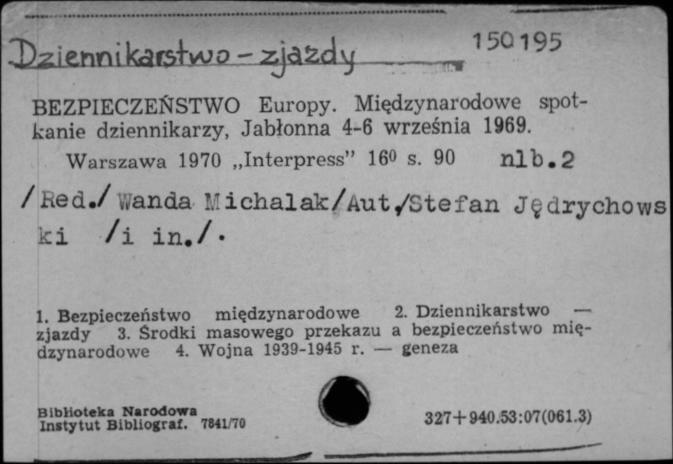 Dziennikarstwo – zjazdy 150195
BEZPIECZEŃSTWO Europy. Międzynarodowe spot-
kanie dziennikarzy, Jabłonna 4-6 września 1969.
Warszawa 1970 „Interpress” 16⁰ s. 90 nlb.2
/Red./ Wanda Michalak/Aut./Stefan Jędrychows
ki /i in./.
1. Bezpieczeństwo międzynarodowe 2. Dziennikarstwo —
zjazdy 3. Środki masowego przekazu a bezpieczeństwo mię-
dzynarodowe 4. Wojna 1939-1945 r. — geneza
Biblioteka Narodowa
Instytut Bibliograf. 7841/70 327+940.53:07(061.3)